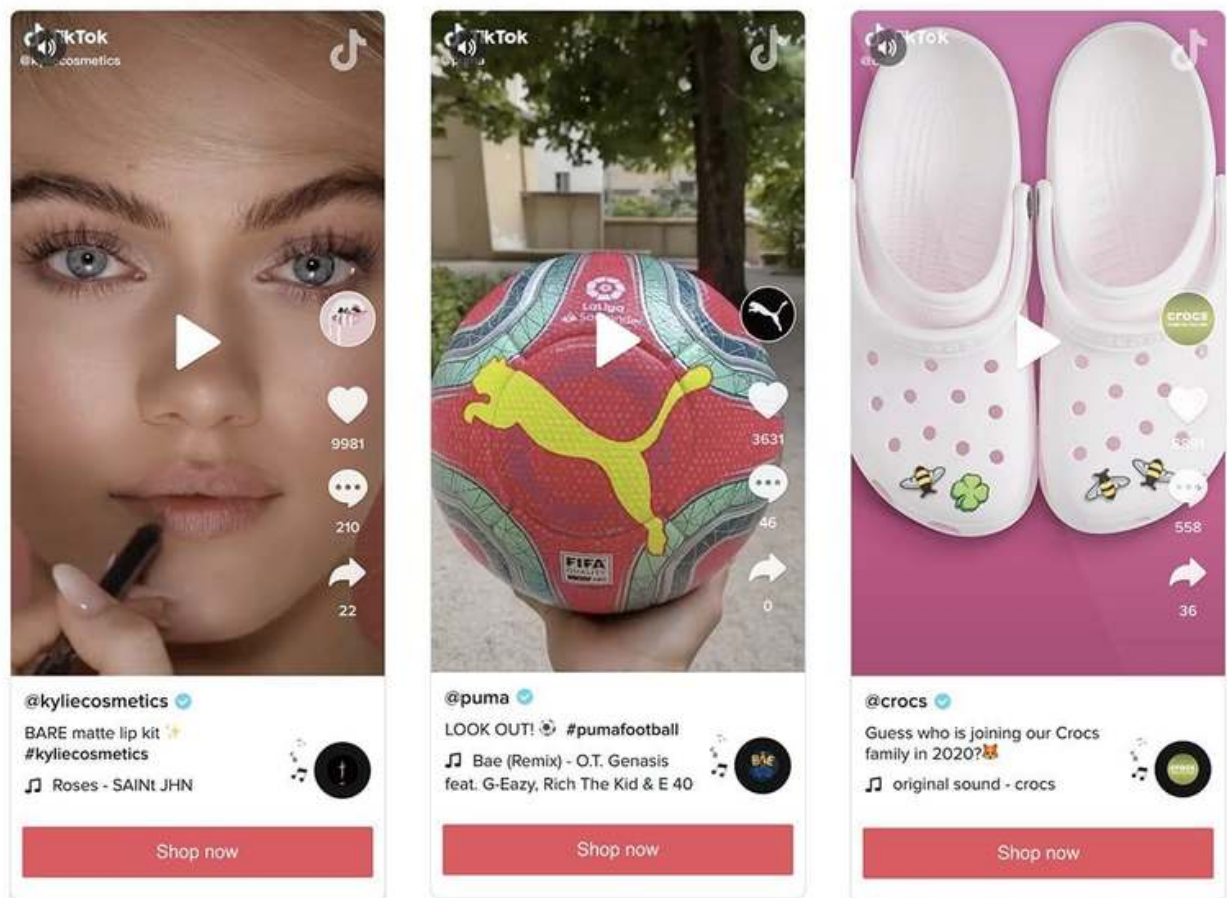 TikTok
@kyliecosmetics
9981
210
22
@kyliecosmetics
BARE matte lip kit ✨
#kyliecosmetics
Roses - SAINt JHN
Shop now
TikTok
@puma
LaLiga
3631
46
0
FIFA
QUALITY
@puma
LOOK OUT! ⚽ #pumafootball
Bae (Remix) - O.T. Genasis
feat. G-Eazy, Rich The Kid & E 40
BAE
Shop now
TikTok
crocs
558
36
@crocs
Guess who is joining our Crocs
family in 2020?🦊
original sound - crocs
crocs
Shop now